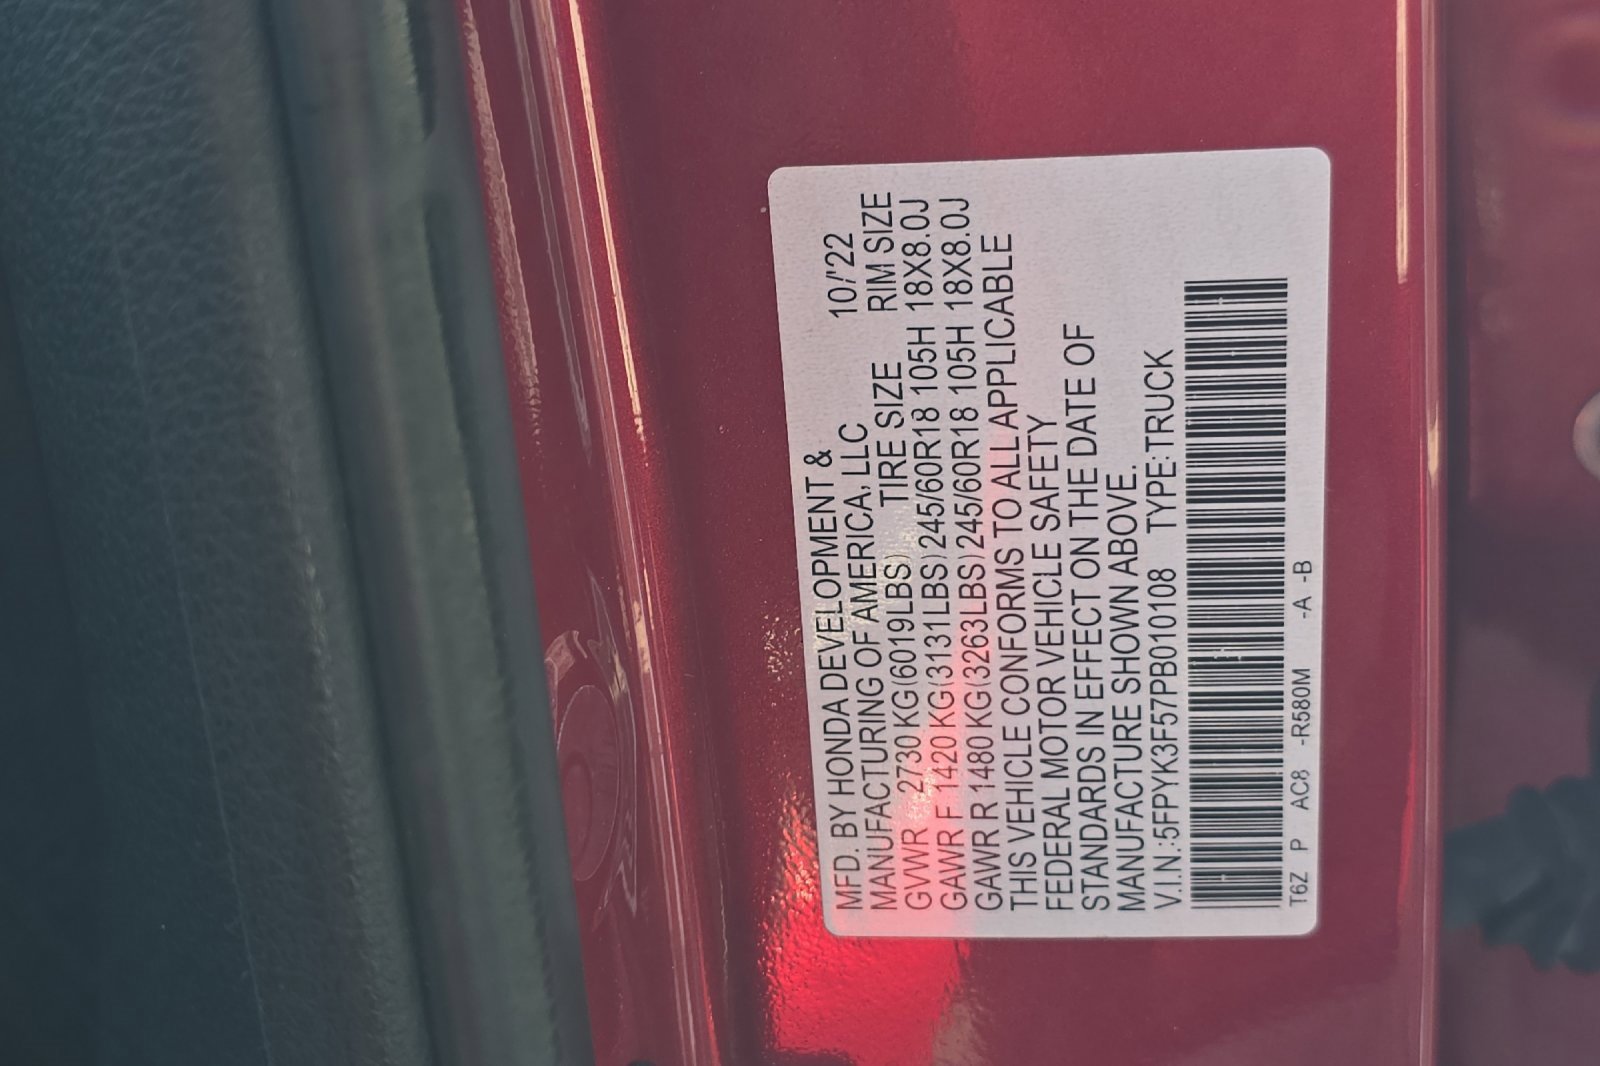 MFD. BY HONDA DEVELOPMENT & 10/'22
MANUFACTURING OF AMERICA, LLC
GVWR 2730 KG(6019LBS) TIRE SIZE RIM SIZE
GAWR F 1420 KG(3131LBS) 245/60R18 105H 18X8.0J
GAWR R 1480 KG(3263LBS) 245/60R18 105H 18X8.0J
THIS VEHICLE CONFORMS TO ALL APPLICABLE
FEDERAL MOTOR VEHICLE SAFETY
STANDARDS IN EFFECT ON THE DATE OF
MANUFACTURE SHOWN ABOVE.
V.I.N.:5FPYK3F57PB010108 TYPE:TRUCK
T6Z P AC8 -R580M -A -B